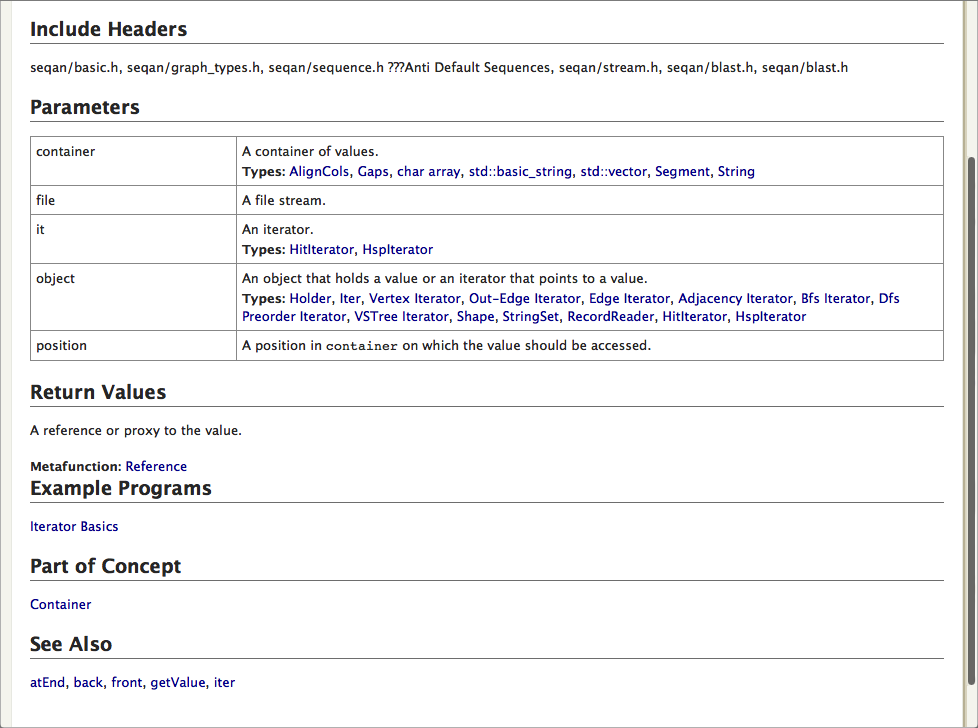 Include Headers
seqan/basic.h, seqan/graph_types.h, seqan/sequence.h ???Anti Default Sequences, seqan/stream.h, seqan/blast.h, seqan/blast.h
Parameters
container
A container of values.
Types: AlignCols, Gaps, char array, std::basic_string, std::vector, Segment, String
file
A file stream.
it
An iterator.
Types: HitIterator, HspIterator
object
An object that holds a value or an iterator that points to a value.
Types: Holder, Iter, Vertex Iterator, Out-Edge Iterator, Edge Iterator, Adjacency Iterator, Bfs Iterator, Dfs
Preorder Iterator, VSTree Iterator, Shape, StringSet, RecordReader, HitIterator, HspIterator
position
A position in container on which the value should be accessed.
Return Values
A reference or proxy to the value.
Metafunction: Reference
Example Programs
Iterator Basics
Part of Concept
Container
See Also
atEnd, back, front, getValue, iter